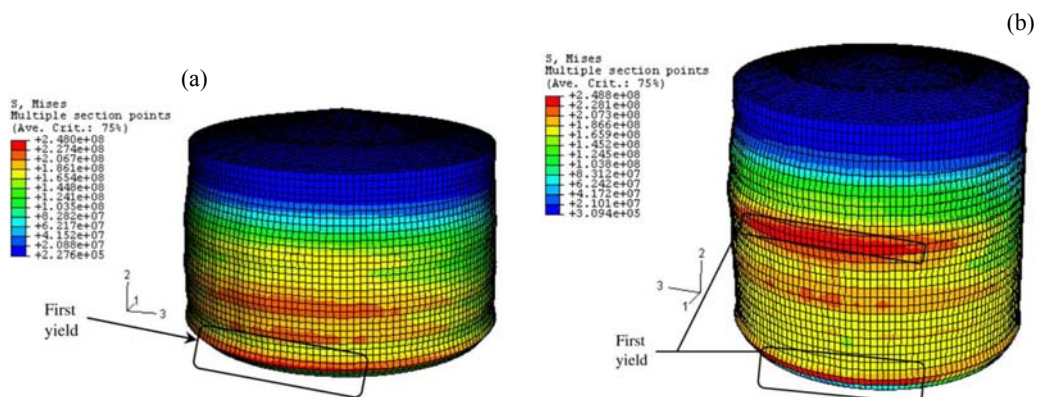 (a)
S, Mises
Multiple section points
(Ave. Crit.: 75%)
+2.480e+08
+2.274e+08
+2.067e+08
+1.861e+08
+1.654e+08
+1.448e+08
+1.241e+08
+1.035e+08
+8.282e+07
+6.217e+07
+4.152e+07
+2.088e+07
+2.276e+05
2
1
3
First
yield
(b)
S, Mises
Multiple section points
(Ave. Crit.: 75%)
+2.488e+08
+2.281e+08
+2.073e+08
+1.866e+08
+1.659e+08
+1.452e+08
+1.245e+08
+1.038e+08
+8.312e+07
+6.242e+07
+4.172e+07
+2.101e+07
+3.094e+05
2
3
1
First
yield